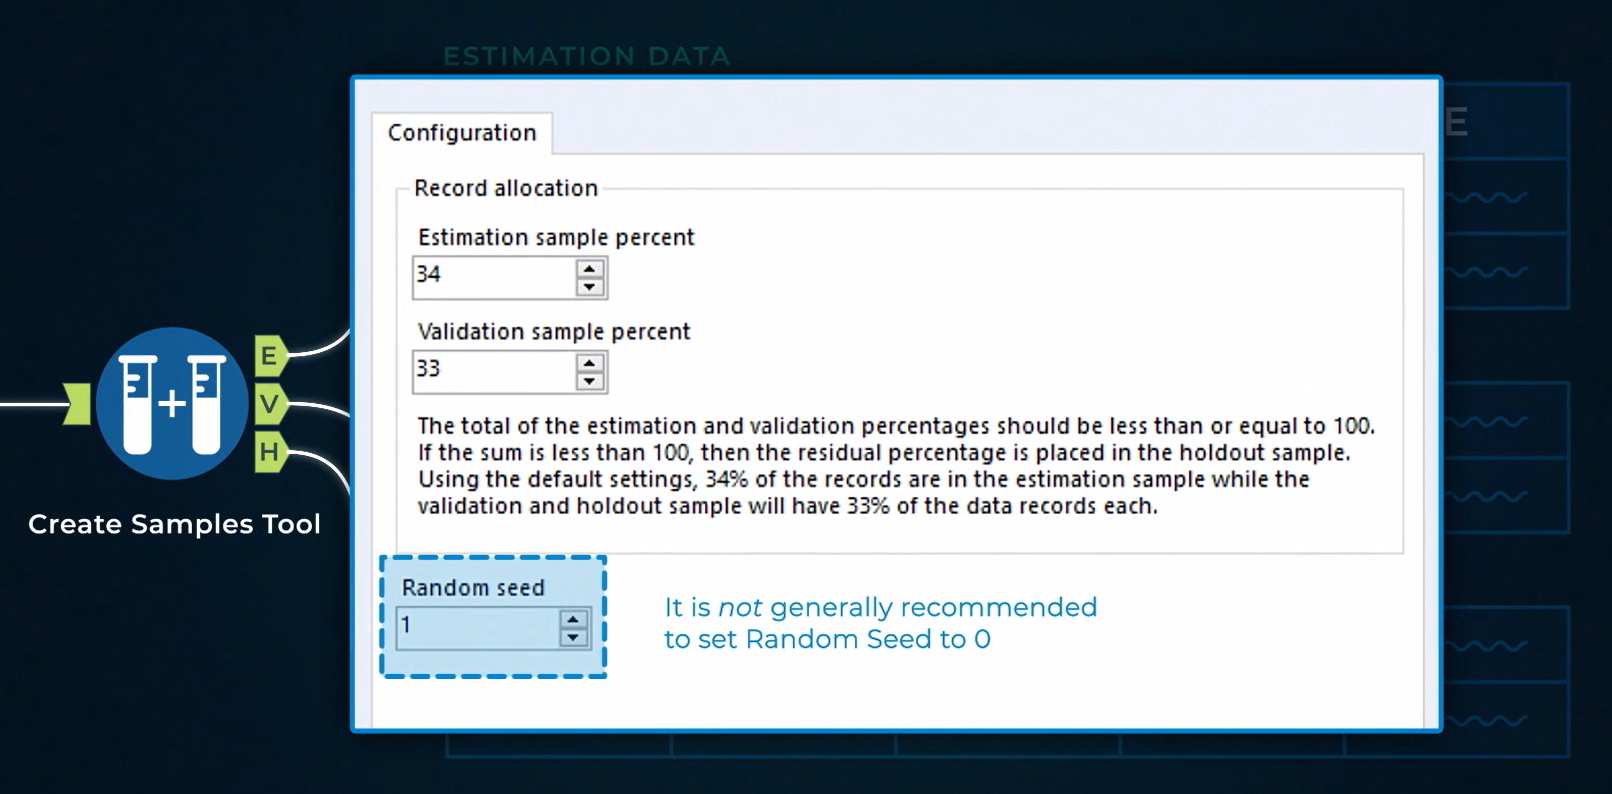 ESTIMATION DATA
E
Configuration
Record allocation
Estimation sample percent
34
Validation sample percent
33
The total of the estimation and validation percentages should be less than or equal to 100.
If the sum is less than 100, then the residual percentage is placed in the holdout sample.
Using the default settings, 34% of the records are in the estimation sample while the
validation and holdout sample will have 33% of the data records each.
E
V
H
Create Samples Tool
Random seed
1
It is not generally recommended
to set Random Seed to 0